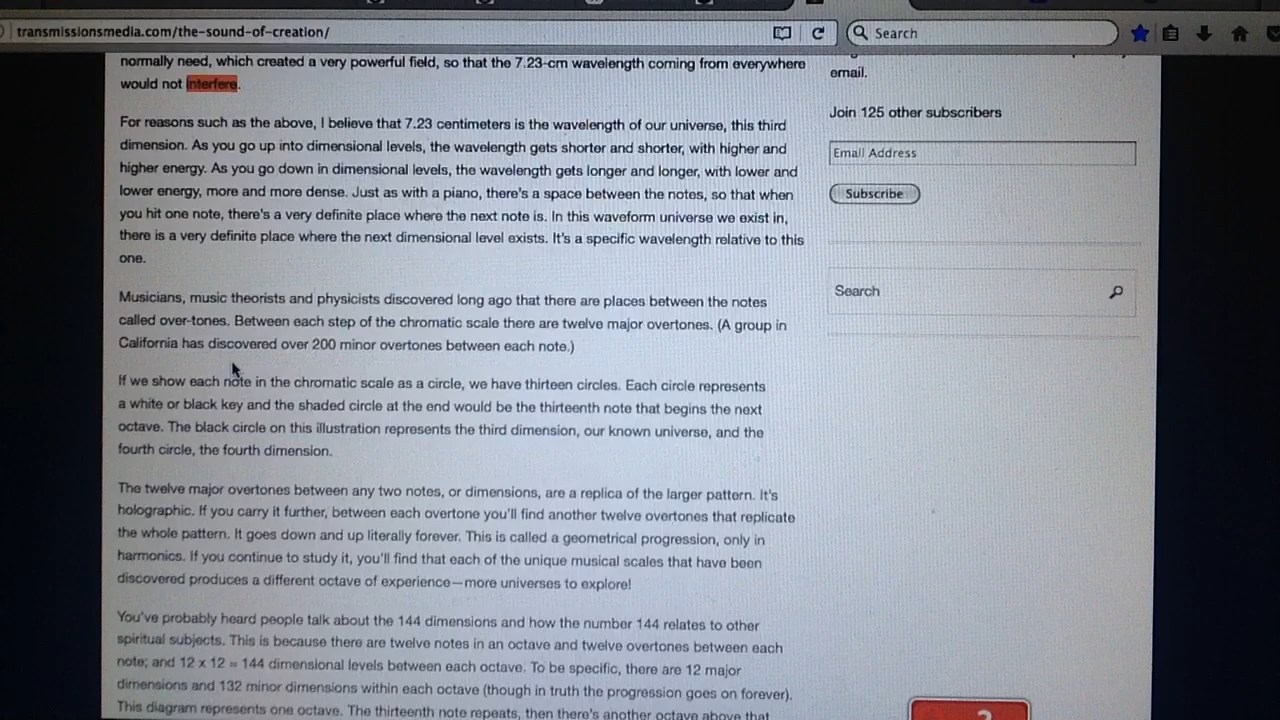 transmissionsmedia.com/the-sound-of-creation/
Search
normally need, which created a very powerful field, so that the 7.23-cm wavelength coming from everywhere
would not interfere.
For reasons such as the above, I believe that 7.23 centimeters is the wavelength of our universe, this third
dimension. As you go up into dimensional levels, the wavelength gets shorter and shorter, with higher and
higher energy. As you go down in dimensional levels, the wavelength gets longer and longer, with lower and
lower energy, more and more dense. Just as with a piano, there's a space between the notes, so that when
you hit one note, there's a very definite place where the next note is. In this waveform universe we exist in,
there is a very definite place where the next dimensional level exists. It's a specific wavelength relative to this
one.
Musicians, music theorists and physicists discovered long ago that there are places between the notes
called over-tones. Between each step of the chromatic scale there are twelve major overtones. (A group in
California has discovered over 200 minor overtones between each note.)
If we show each note in the chromatic scale as a circle, we have thirteen circles. Each circle represents
a white or black key and the shaded circle at the end would be the thirteenth note that begins the next
octave. The black circle on this illustration represents the third dimension, our known universe, and the
fourth circle, the fourth dimension.
The twelve major overtones between any two notes, or dimensions, are a replica of the larger pattern. It's
holographic. If you carry it further, between each overtone you'll find another twelve overtones that replicate
the whole pattern. It goes down and up literally forever. This is called a geometrical progression, only in
harmonics. If you continue to study it, you'll find that each of the unique musical scales that have been
discovered produces a different octave of experience—more universes to explore!
You've probably heard people talk about the 144 dimensions and how the number 144 relates to other
spiritual subjects. This is because there are twelve notes in an octave and twelve overtones between each
note; and 12 x 12 = 144 dimensional levels between each octave. To be specific, there are 12 major
dimensions and 132 minor dimensions within each octave (though in truth the progression goes on forever).
This diagram represents one octave. The thirteenth note repeats, then there's another octave above that
email.
Join 125 other subscribers
Email Address
Subscribe
Search